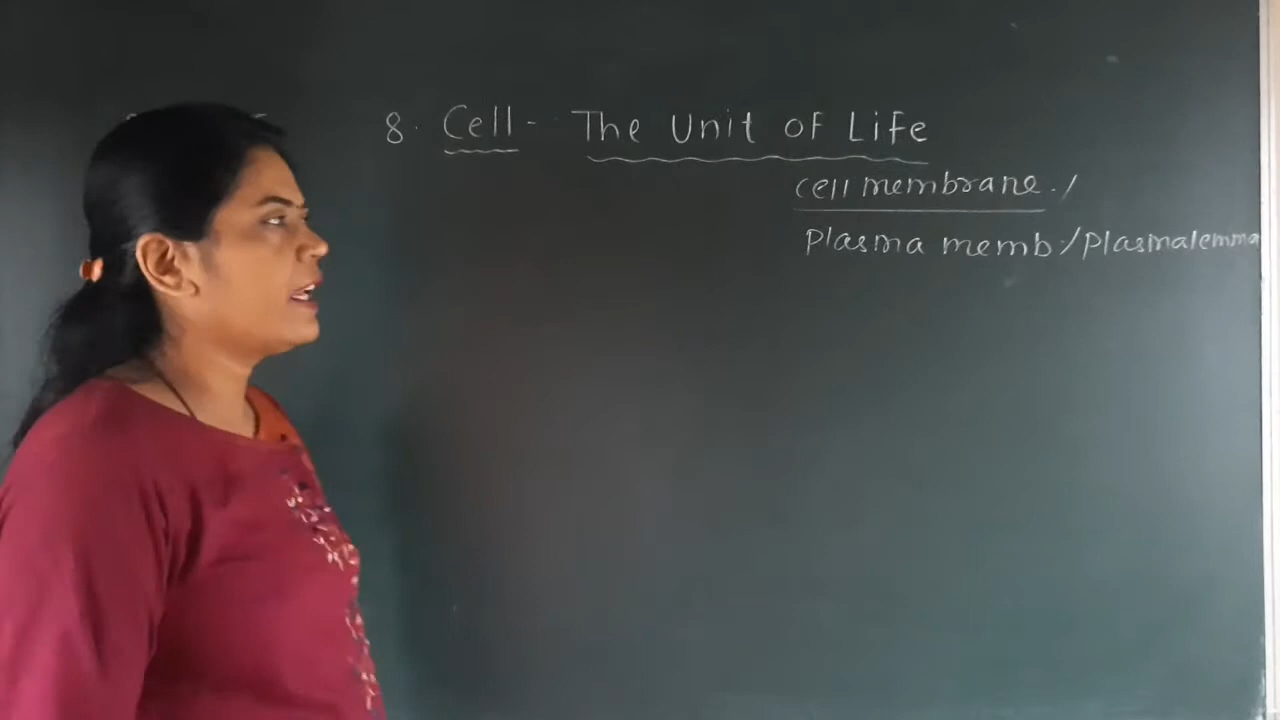 8. Cell - The Unit of Life
cell membrane. /
Plasma memb:/Plasmalemma